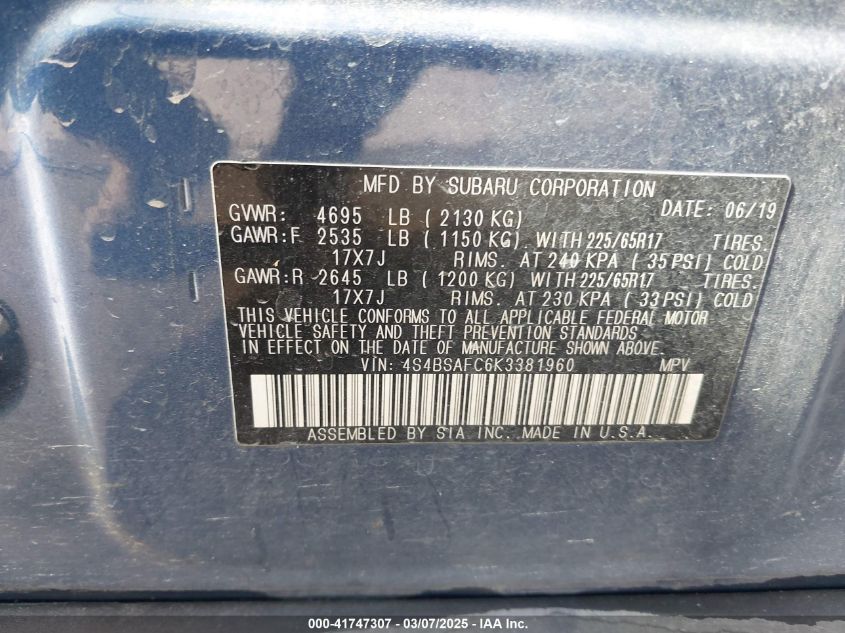 MFD BY SUBARU CORPORATION
GVWR: 4695 LB ( 2130 KG) DATE: 06/19
GAWR:F 2535 LB ( 1150 KG). WITH 225/65R17 TIRES.
17X7J RIMS. AT 240 KPA ( 35 PSI) COLD
GAWR:R 2645 LB ( 1200 KG) WITH 225/65R17 TIRES.
17X7J RIMS. AT 230 KPA ( 33 PSI) COLD
THIS VEHICLE CONFORMS TO ALL APPLICABLE FEDERAL MOTOR
VEHICLE SAFETY AND THEFT PREVENTION STANDARDS
IN EFFECT ON THE DATE OF MANUFACTURE SHOWN ABOVE.
VIN: 4S4BSAFC6K3381960 MPV
ASSEMBLED BY SIA INC. MADE IN U.S.A.
000-41747307 - 03/07/2025 - © Copyright IAA, Inc.